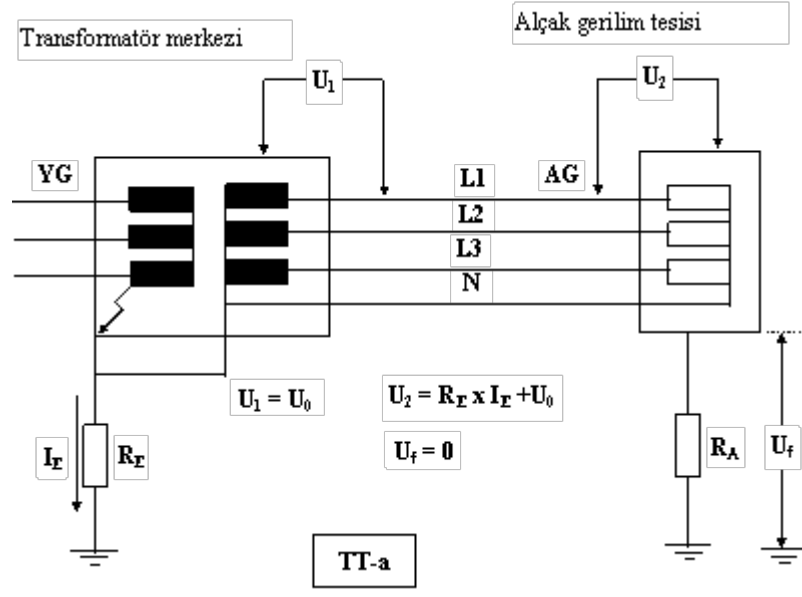 Transformatör merkezi
Alçak gerilim tesisi
U1
U2
YG
L1
AG
L2
L3
N
U1 = U0
U2 = RE x IE +U0
Uf = 0
IE
RE
RA
Uf
TT-a